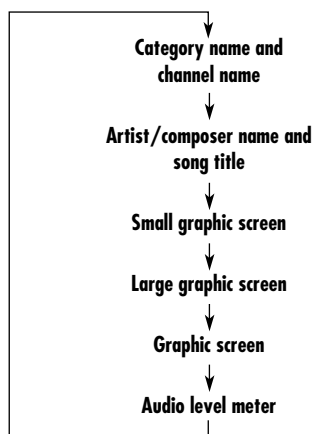 Category name and
channel name
Artist/composer name and
song title
Small graphic screen
Large graphic screen
Graphic screen
Audio level meter